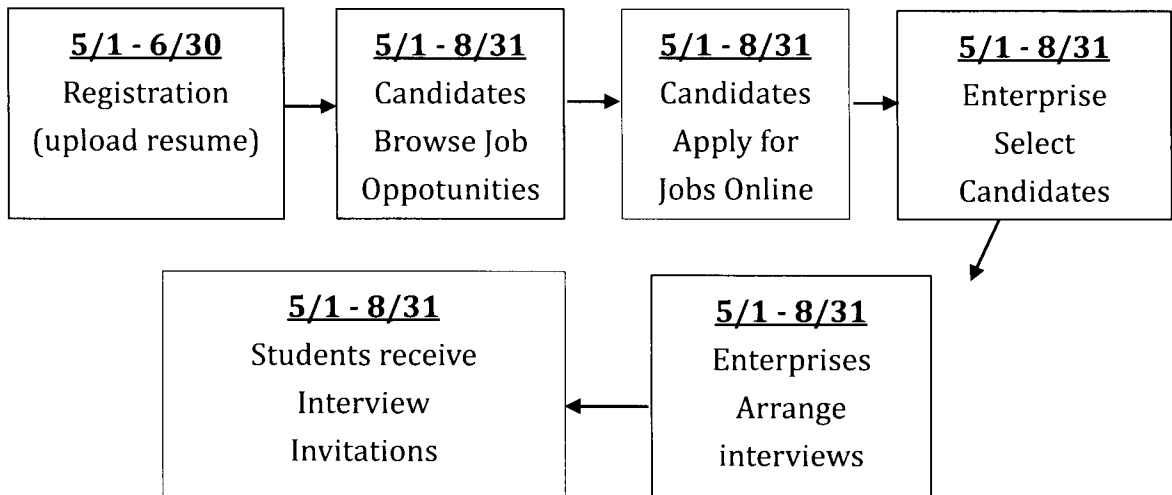 5/1 - 6/30
Registration
(upload resume)
5/1 - 8/31
Candidates
Browse Job
Oppotunities
5/1 - 8/31
Candidates
Apply for
Jobs Online
5/1 - 8/31
Enterprise
Select
Candidates
5/1 - 8/31
Enterprises
Arrange
interviews
5/1 - 8/31
Students receive
Interview
Invitations